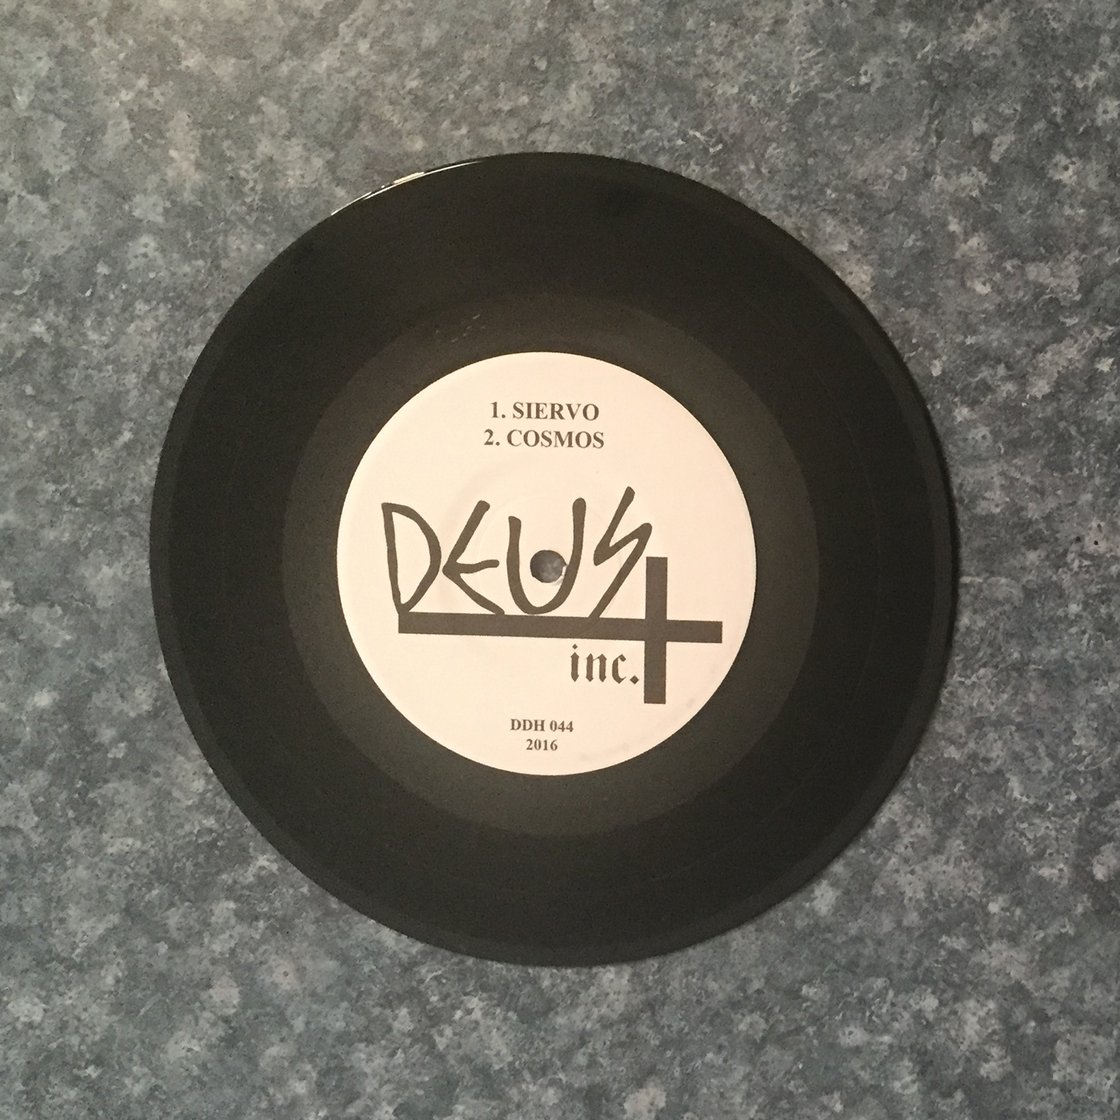 1. SIERVO
2. COSMOS
DEUS
inc.
DDH 044
2016